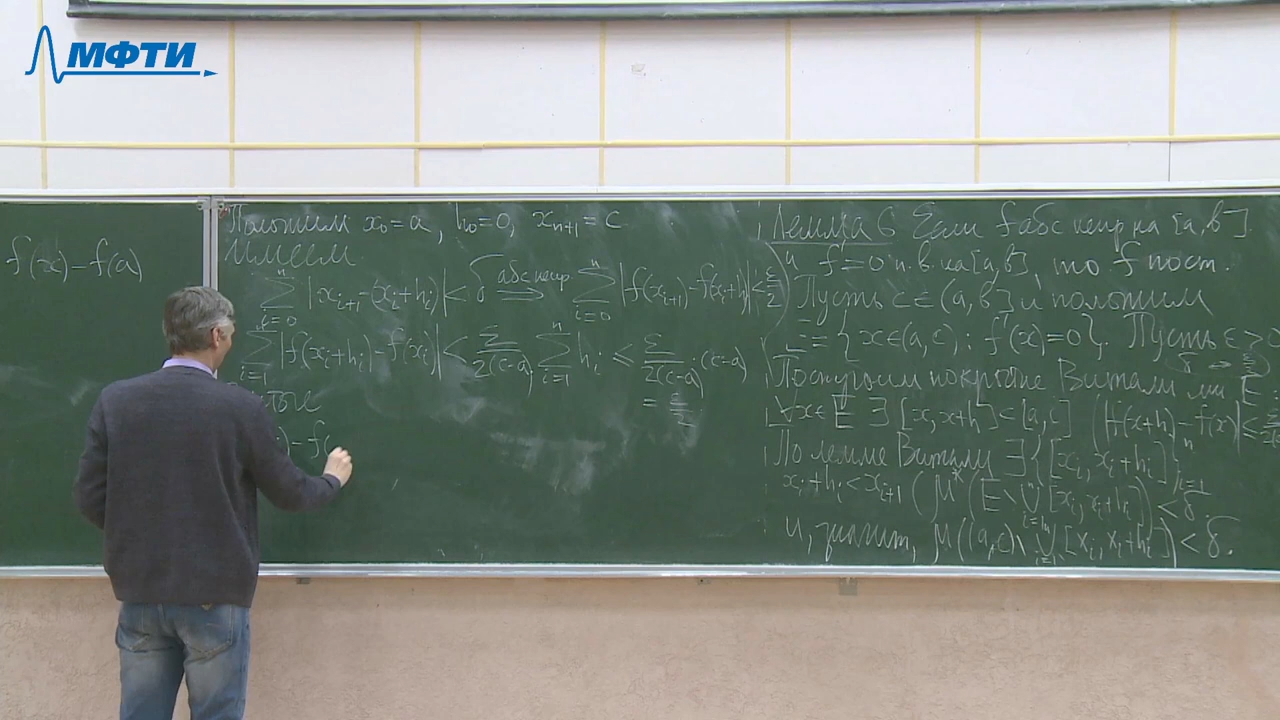 МФТИ
f(x)-f(a)
Положим x₀=a, h₀=0, xₙ₊₁=c
Имеем
∑ⁿᵢ₌₀ |xᵢ₊₁-(xᵢ+hᵢ)| < δ абс непр ⟹ ∑ⁿᵢ₌₀ |f(xᵢ₊₁)-f(xᵢ+hᵢ)| < ε/2
∑ⁿᵢ₌₁ |f(xᵢ+hᵢ)-f(xᵢ)| < ε/2(c-a) ∑ⁿᵢ₌₁ hᵢ ≤ ε/2(c-a) · (c-a)
= ε/2
)-f(
Лемма 6 Если f абс непр на [a,b]
и f'=0 п.в. на [a,b], то f пост.
Пусть c∈(a,b] и положим
E={x∈(a,c): f'(x)=0}. Пусть ε>0
Построим покрытие Витали мн. E
∀x∈E ∃[x,x+h]⊂[a,c] (|f(x+h)-f(x)|≤
По лемме Витали ∃{[xᵢ,xᵢ+hᵢ]}ⁿᵢ₌₁
xᵢ+hᵢ<xᵢ₊₁ (μ*(E\⋃ⁿᵢ₌₁[xᵢ,xᵢ+hᵢ])<δ
и, значит, μ((a,c)\⋃ⁿᵢ₌₁[xᵢ,xᵢ+hᵢ])<δ.